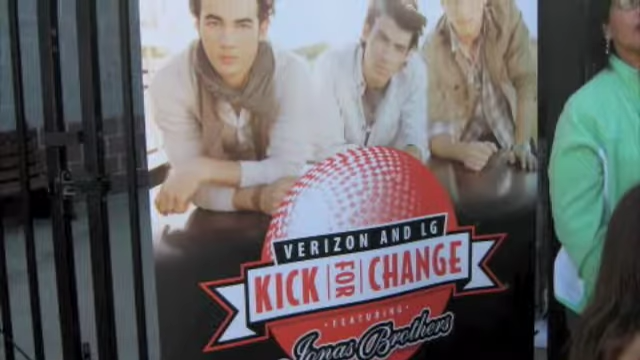 VERIZON AND LG
KICK FOR CHANGE
·FEATURING·
Jonas Brothers